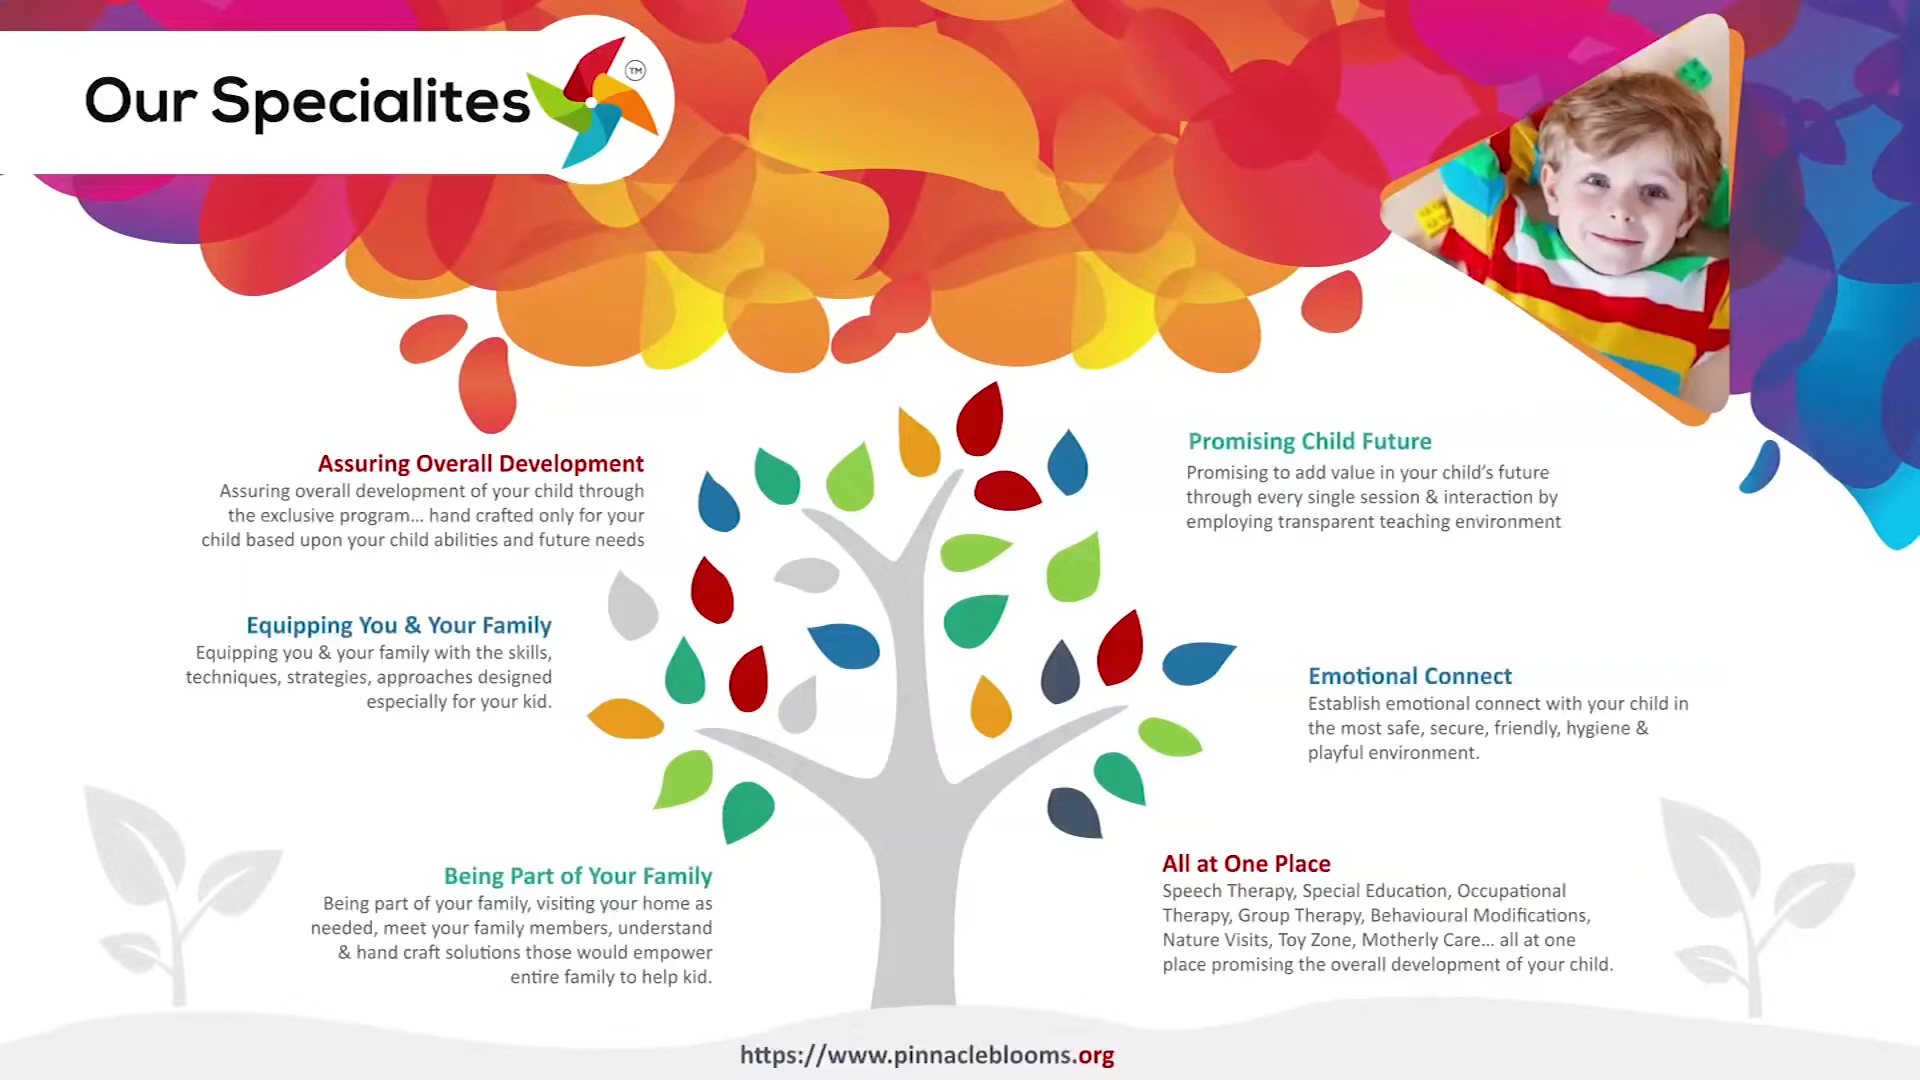 Our Specialites
TM
Assuring Overall Development
Assuring overall development of your child through
the exclusive program... hand crafted only for your
child based upon your child abilities and future needs
Equipping You & Your Family
Equipping you & your family with the skills,
techniques, strategies, approaches designed
especially for your kid.
Being Part of Your Family
Being part of your family, visiting your home as
needed, meet your family members, understand
& hand craft solutions those would empower
entire family to help kid.
Promising Child Future
Promising to add value in your child's future
through every single session & interaction by
employing transparent teaching environment
Emotional Connect
Establish emotional connect with your child in
the most safe, secure, friendly, hygiene &
playful environment.
All at One Place
Speech Therapy, Special Education, Occupational
Therapy, Group Therapy, Behavioural Modifications,
Nature Visits, Toy Zone, Motherly Care... all at one
place promising the overall development of your child.
https://www.pinnacleblooms.org